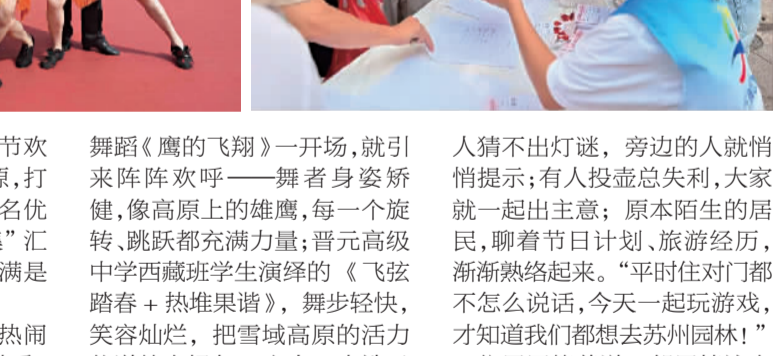 节欢
原,打
名优
”汇
满是
热闹
舞蹈《鹰的飞翔》一开场,就引
来阵阵欢呼——舞者身姿矫
健,像高原上的雄鹰,每一个旋
转、跳跃都充满力量;晋元高级
中学西藏班学生演绎的《飞弦
踏春+热堆果谐》,舞步轻快,
笑容灿烂,把雪域高原的活力
人猜不出灯谜,旁边的人就悄
悄提示;有人投壶总失利,大家
就一起出主意;原本陌生的居
民,聊着节日计划、旅游经历,
渐渐熟络起来。“平时住对门都
不怎么说话,今天一起玩游戏,
才知道我们都想去苏州园林!”